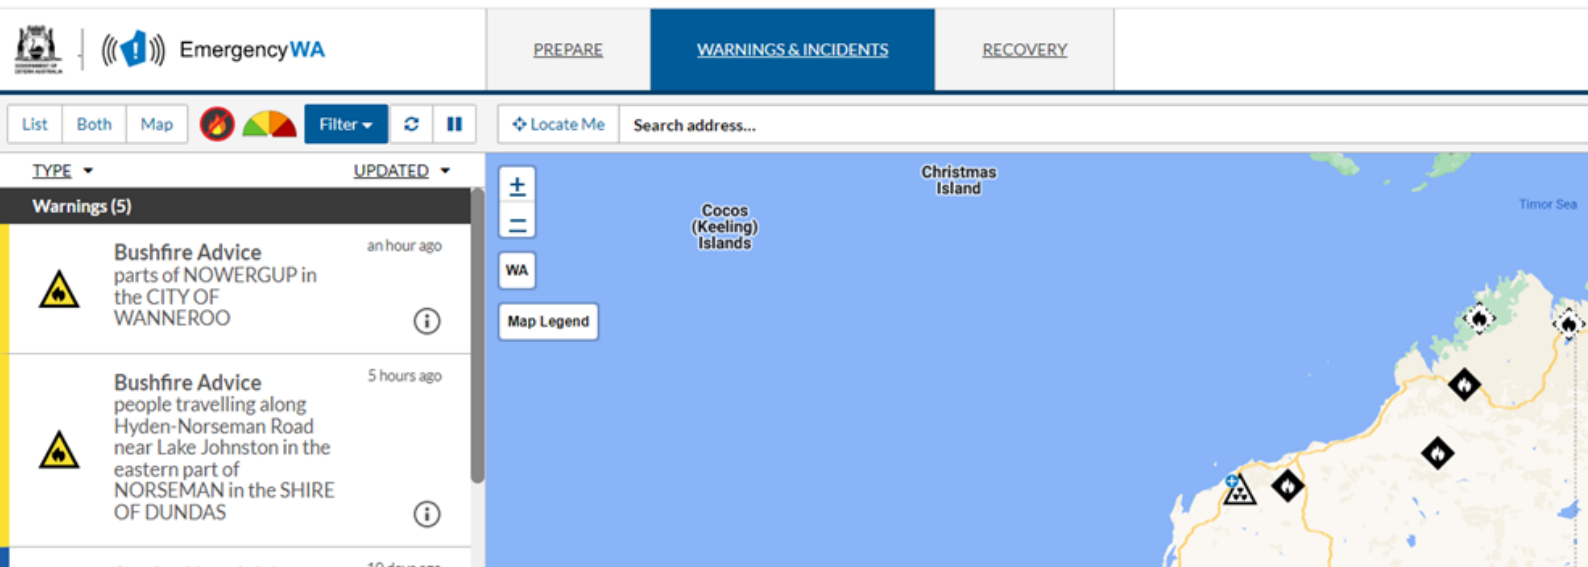 EmergencyWA
PREPARE
WARNINGS & INCIDENTS
RECOVERY
List
Both
Map
Filter
Locate Me
Search address...
TYPE
UPDATED
Warnings (5)
Bushfire Advice
an hour ago
parts of NOWERGUP in
the CITY OF
WANNEROO
Bushfire Advice
5 hours ago
people travelling along
Hyden-Norseman Road
near Lake Johnston in the
eastern part of
NORSEMAN in the SHIRE
OF DUNDAS
WA
Map Legend
Christmas
Island
Cocos
(Keeling)
Islands
Timor Sea